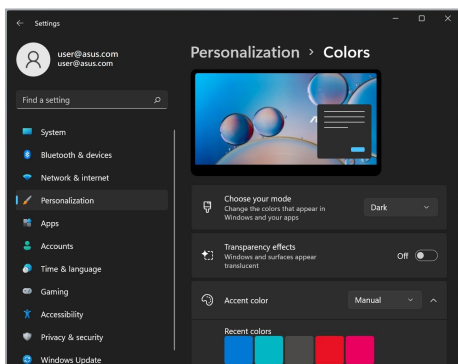 Settings
user@asus.com
user@asus.com
Find a setting
System
Bluetooth & devices
Network & internet
Personalization
Apps
Accounts
Time & language
Gaming
Accessibility
Privacy & security
Windows Update
Personalization > Colors
Choose your mode
Change the colors that appear in
Windows and your apps
Dark
Transparency effects
Windows and surfaces appear
translucent
Off
Accent color
Manual
Recent colors